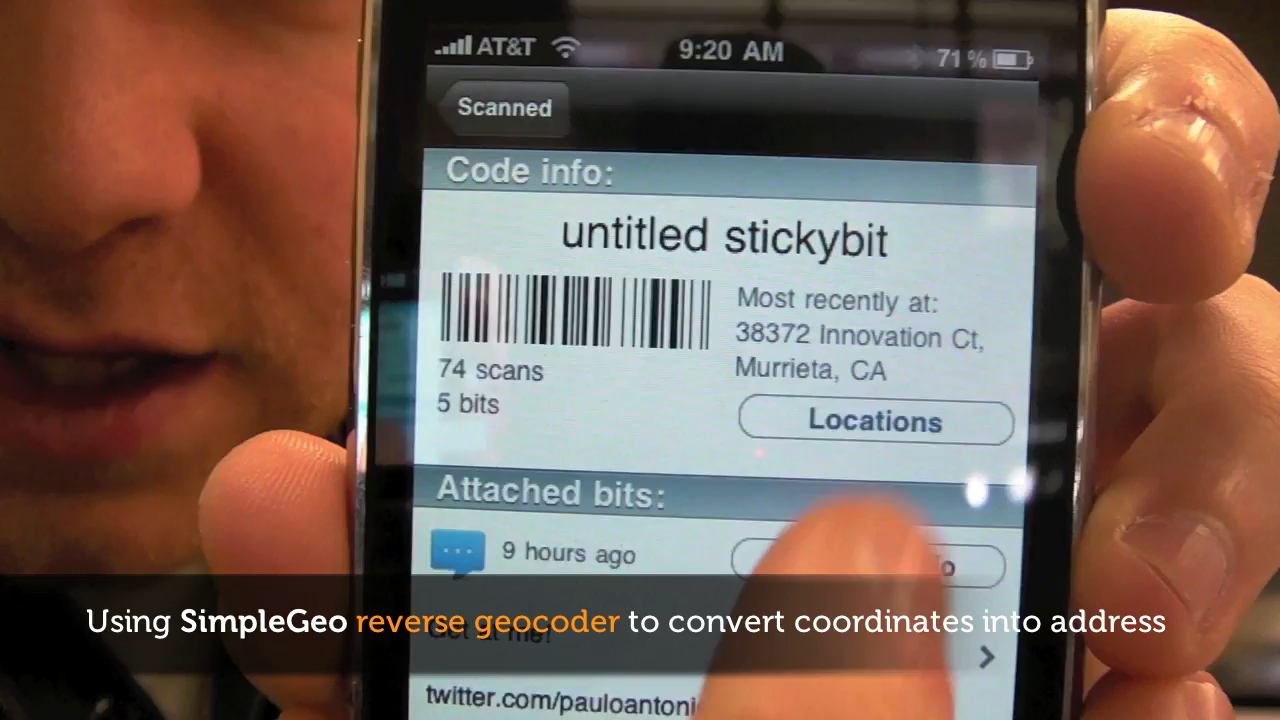 AT&T 9:20 AM 71 %
Scanned
Code info:
untitled stickybit
Most recently at:
38372 Innovation Ct,
Murrieta, CA
74 scans
5 bits
Locations
Attached bits:
9 hours ago
Using SimpleGeo reverse geocoder to convert coordinates into address
at me!
twitter.com/pauloantoni